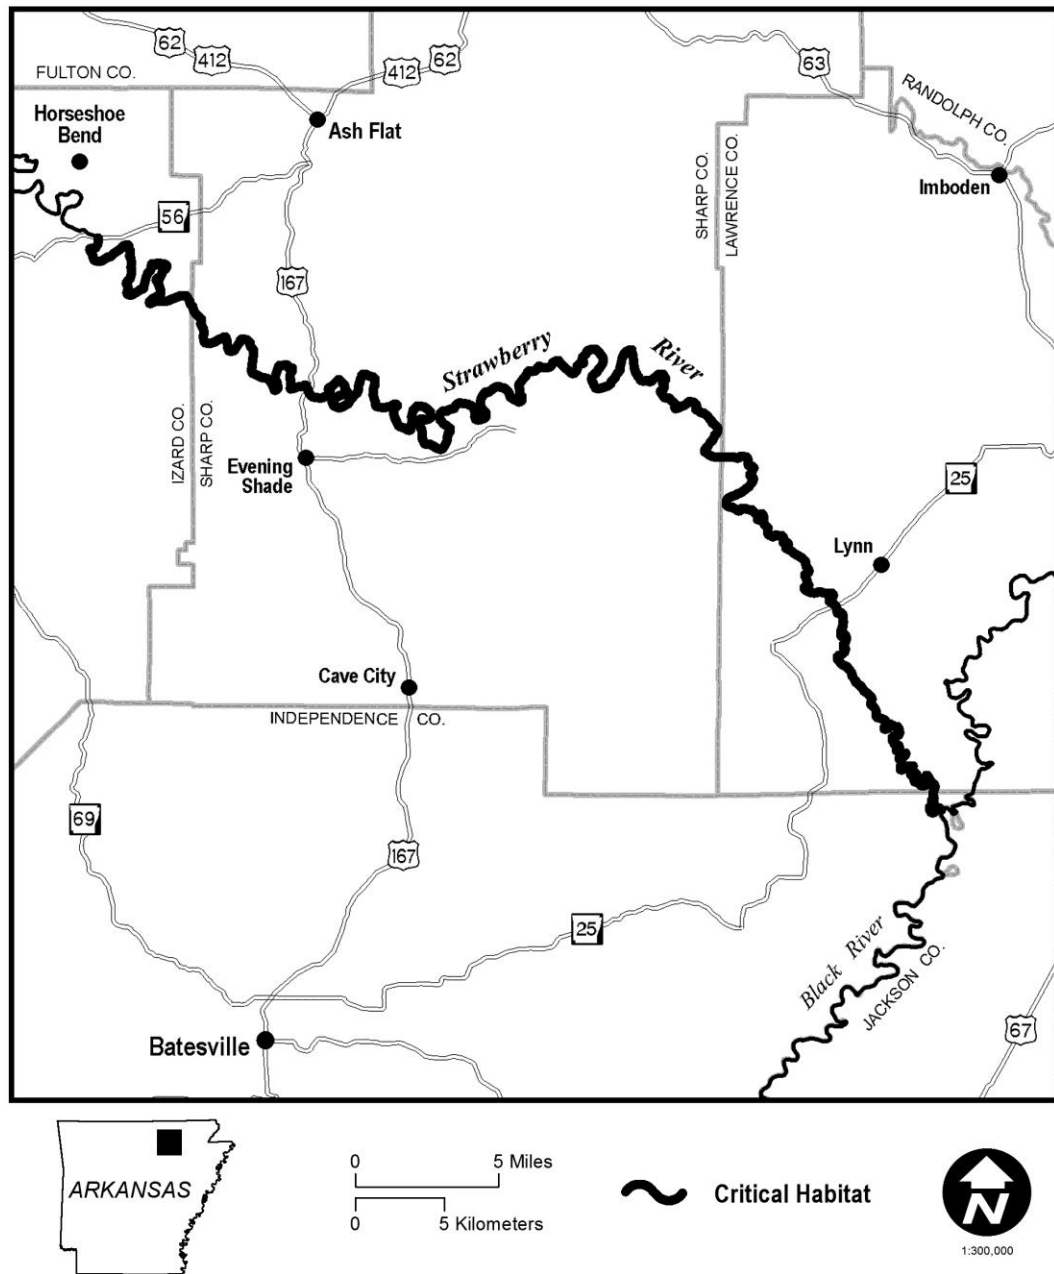 62
412
412
62
63
FULTON CO.
RANDOLPH CO.
Horseshoe
Bend
Ash Flat
SHARP CO.
LAWRENCE CO.
Imboden
56
167
Strawberry
River
IZARD CO.
SHARP CO.
Evening
Shade
25
Lynn
Cave City
INDEPENDENCE CO.
69
167
25
Black River
JACKSON CO.
67
Batesville
ARKANSAS
0 5 Miles
0 5 Kilometers
Critical Habitat
N
1:300,000